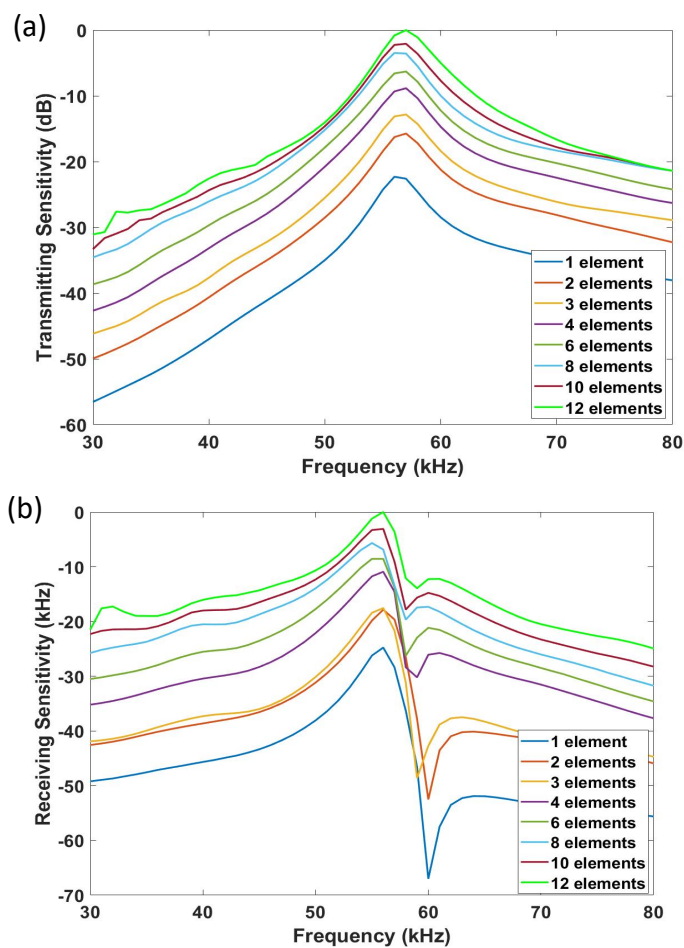 (a)
0
-10
-20
-30
-40
-50
-60
Transmitting Sensitivity (dB)
1 element
2 elements
3 elements
4 elements
6 elements
8 elements
10 elements
12 elements
30 40 50 60 70 80
Frequency (kHz)
(b)
0
-10
-20
-30
-40
-50
-60
-70
Receiving Sensitivity (kHz)
1 element
2 elements
3 elements
4 elements
6 elements
8 elements
10 elements
12 elements
30 40 50 60 70 80
Frequency (kHz)